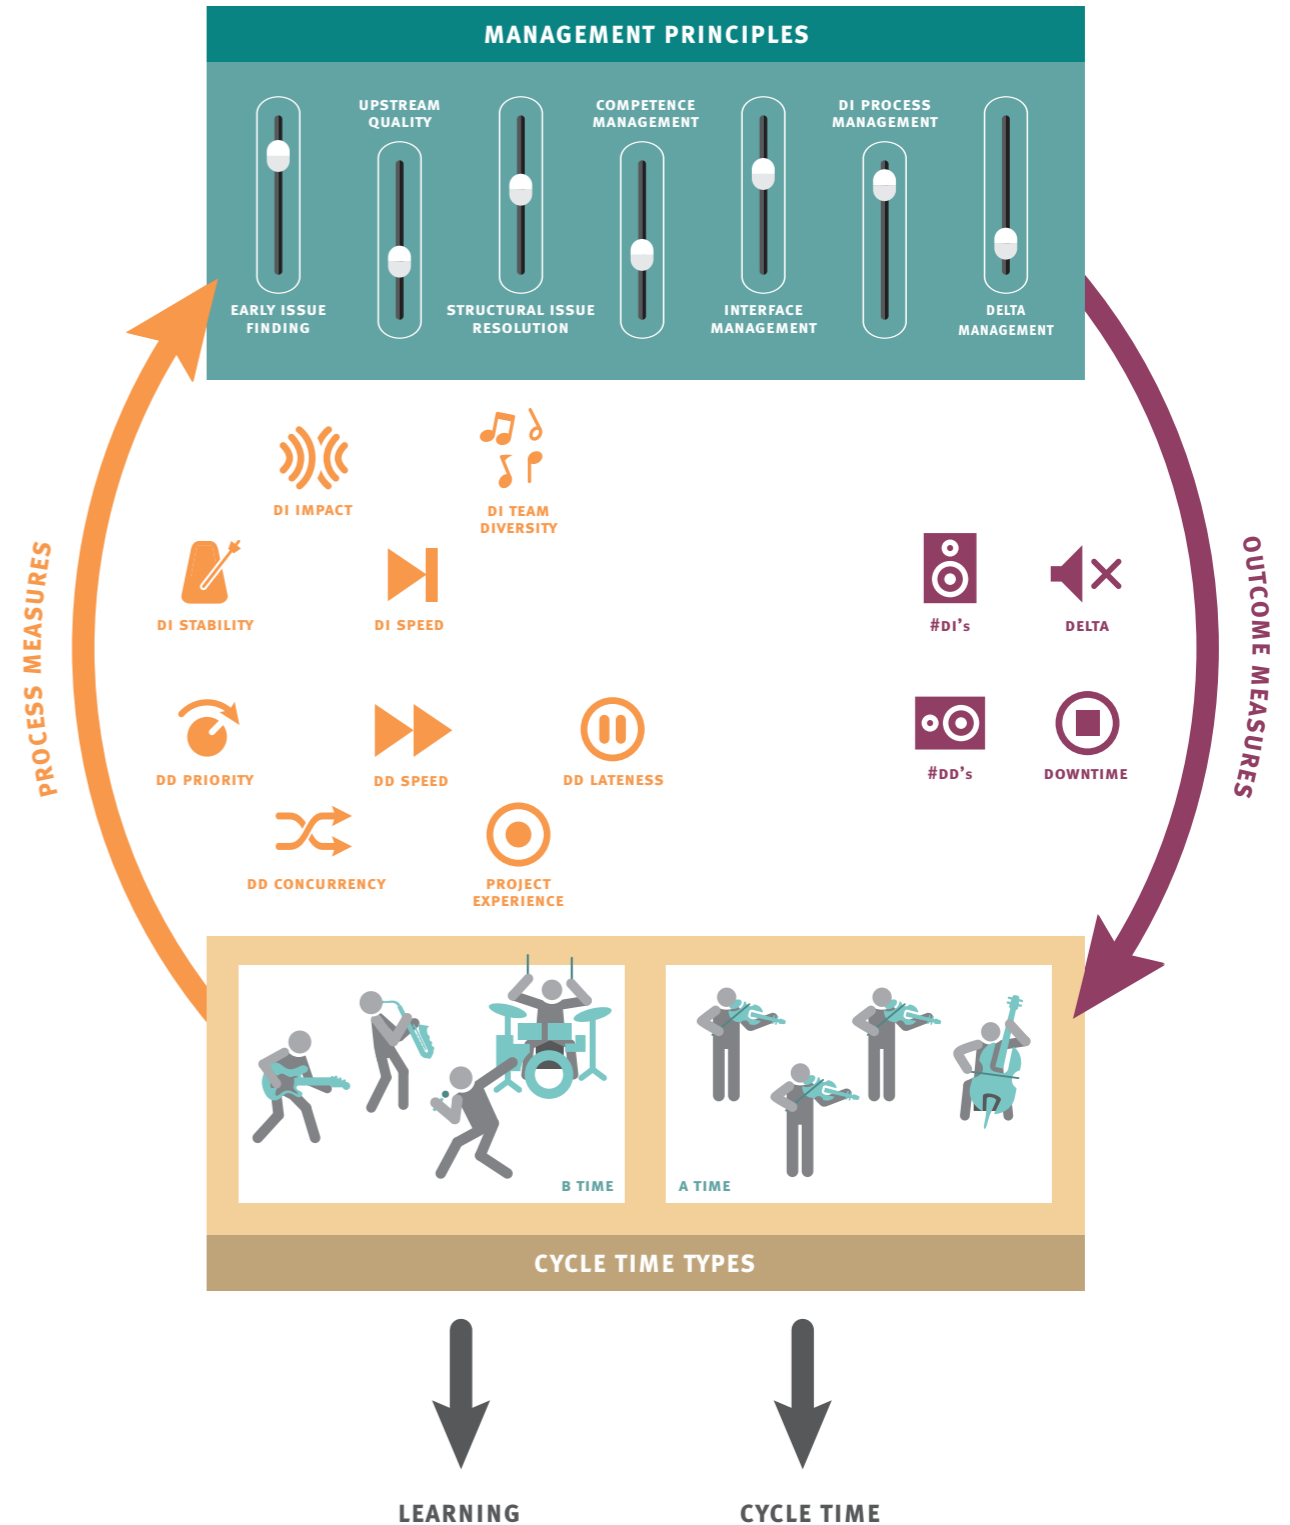 MANAGEMENT PRINCIPLES
UPSTREAM
QUALITY
COMPETENCE
MANAGEMENT
DI PROCESS
MANAGEMENT
EARLY ISSUE
FINDING
STRUCTURAL ISSUE
RESOLUTION
INTERFACE
MANAGEMENT
DELTA
MANAGEMENT
PROCESS MEASURES
OUTCOME MEASURES
DI IMPACT
DI TEAM
DIVERSITY
DI STABILITY
DI SPEED
#DI's
DELTA
DD PRIORITY
DD SPEED
DD LATENESS
#DD's
DOWNTIME
DD CONCURRENCY
PROJECT
EXPERIENCE
B TIME
A TIME
CYCLE TIME TYPES
LEARNING
CYCLE TIME